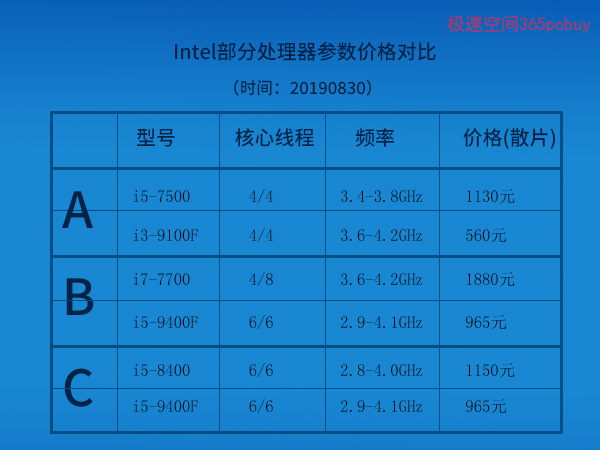 极速空间365pobuy
Intel部分处理器参数价格对比
（时间：20190830）
型号 核心线程 频率 价格(散片)
A
i5-7500 4/4 3.4-3.8GHz 1130元
i3-9100F 4/4 3.6-4.2GHz 560元
B
i7-7700 4/8 3.6-4.2GHz 1880元
i5-9400F 6/6 2.9-4.1GHz 965元
C
i5-8400 6/6 2.8-4.0GHz 1150元
i5-9400F 6/6 2.9-4.1GHz 965元